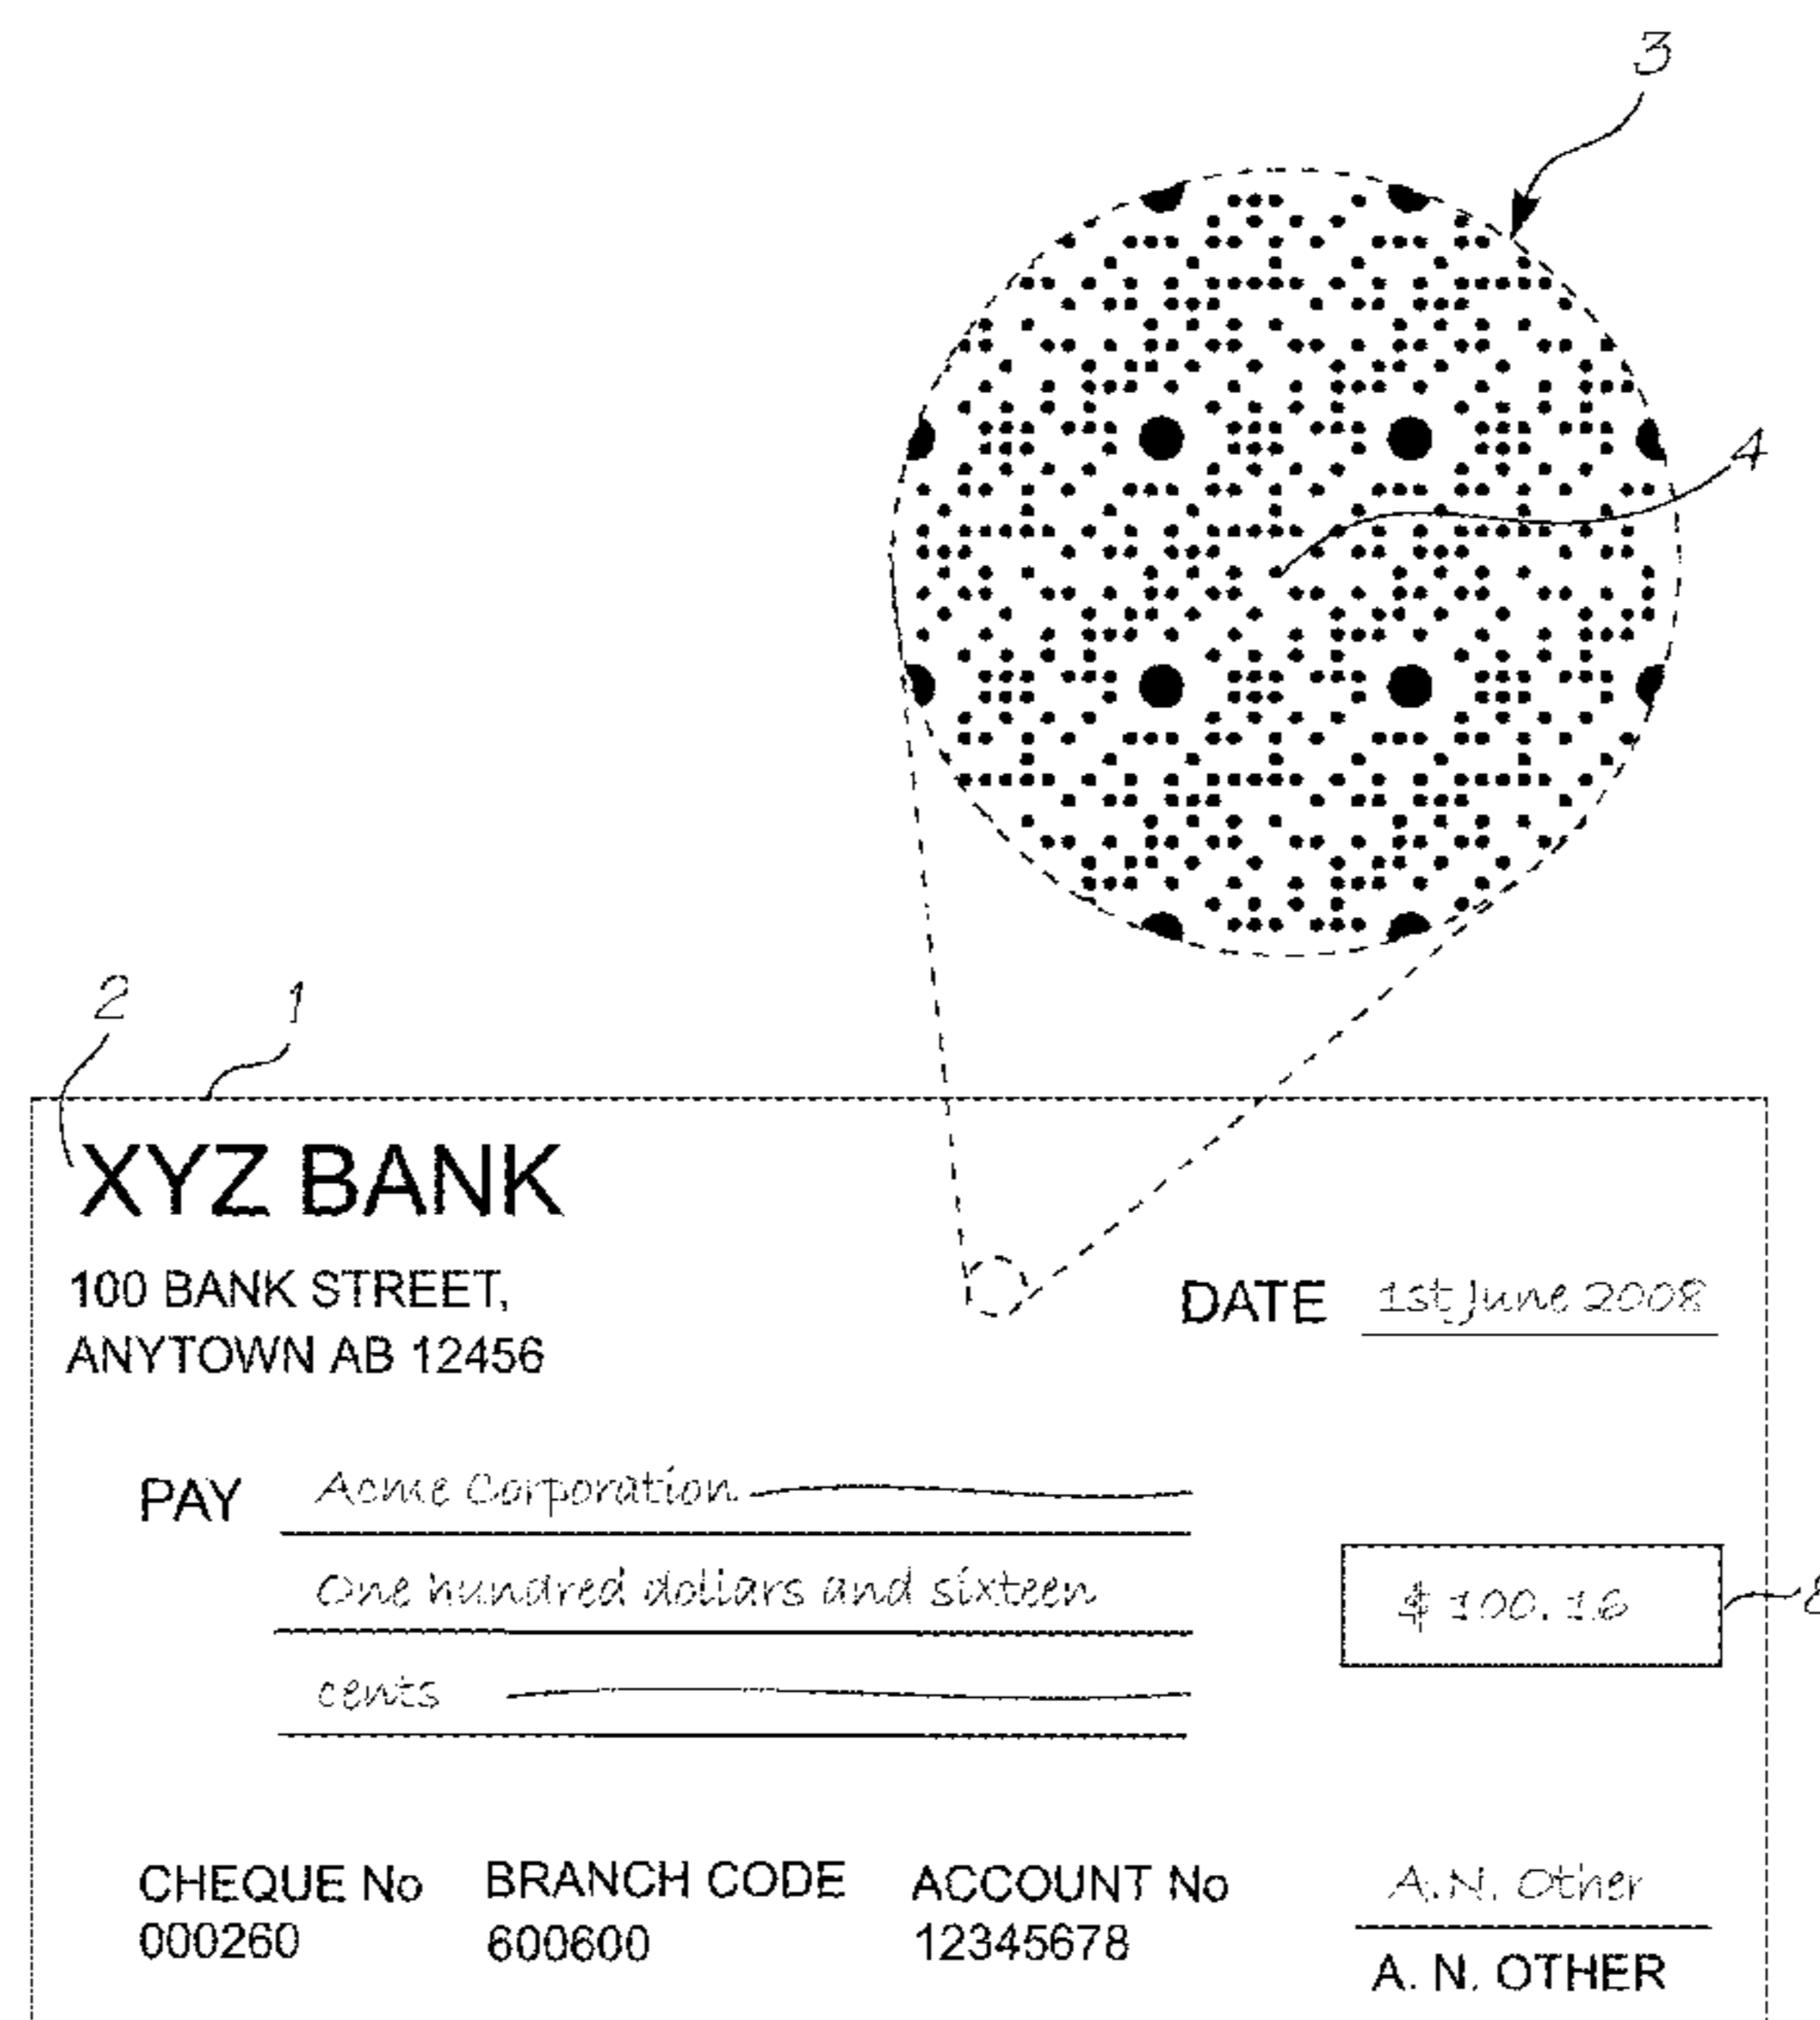 3
4
2 1
XYZ BANK
100 BANK STREET,
ANYTOWN AB 12456
DATE 1st June 2008
PAY Acme Corporation
One hundred dollars and sixteen
$ 100.16
cents
CHEQUE No BRANCH CODE ACCOUNT No A.N. Other
000260 600600 12345678
A. N. OTHER